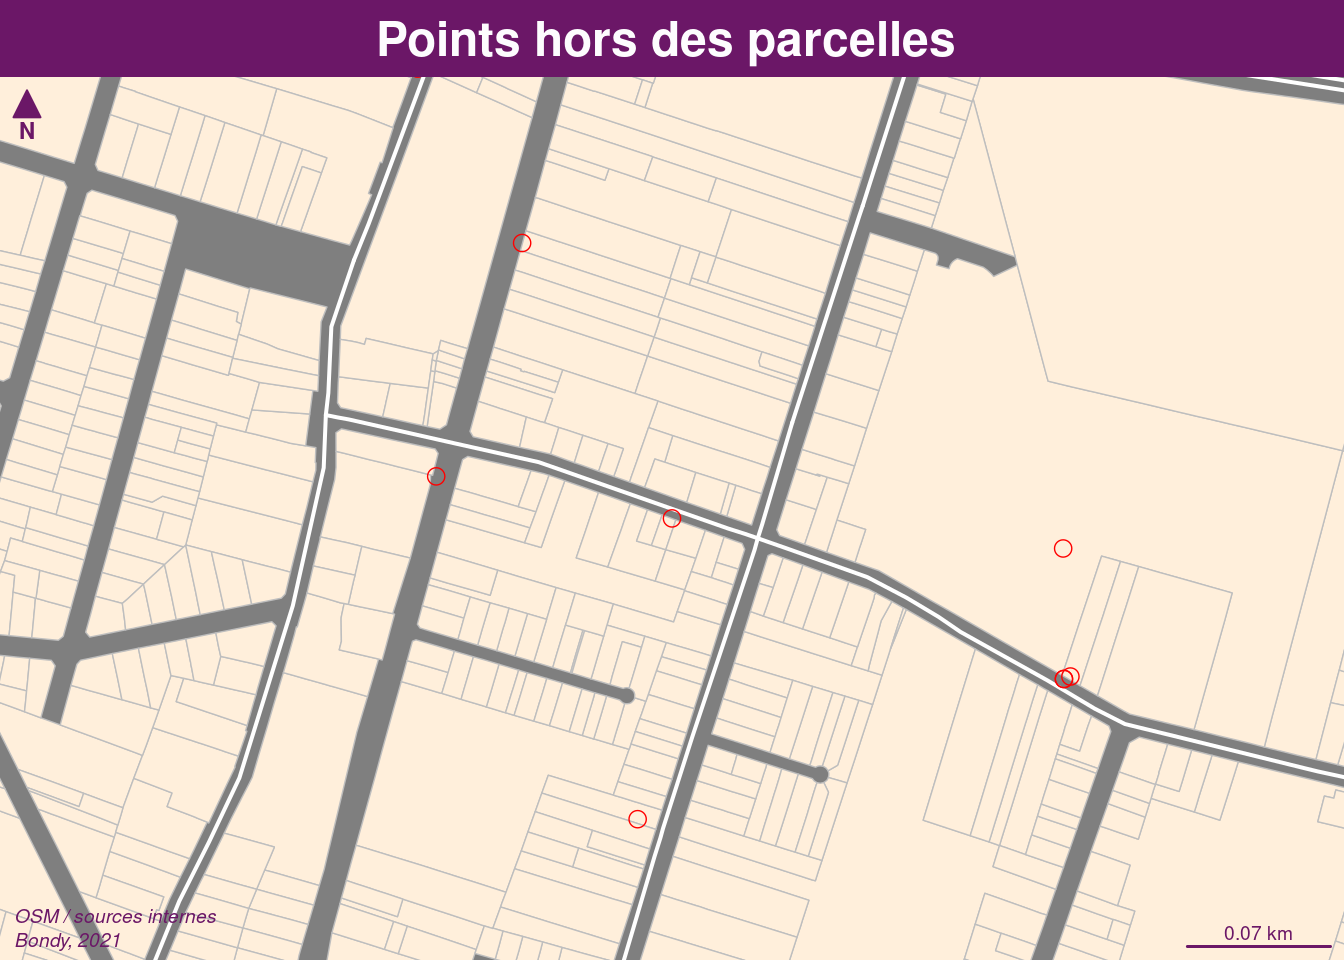 Points hors des parcelles
N
OSM / sources internes
Bondy, 2021
0.07 km